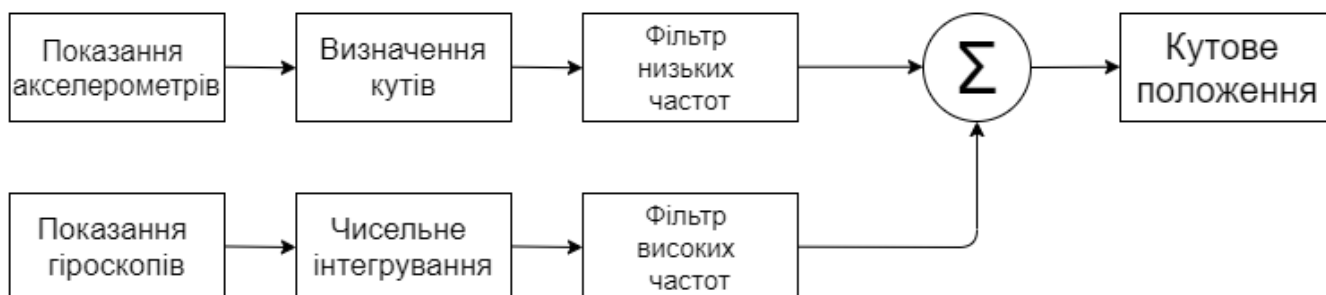 Показання
акселерометрів
Визначення
кутів
Фільтр
низьких
частот
Σ
Кутове
положення
Показання
гіроскопів
Чисельне
інтегрування
Фільтр
високих
частот